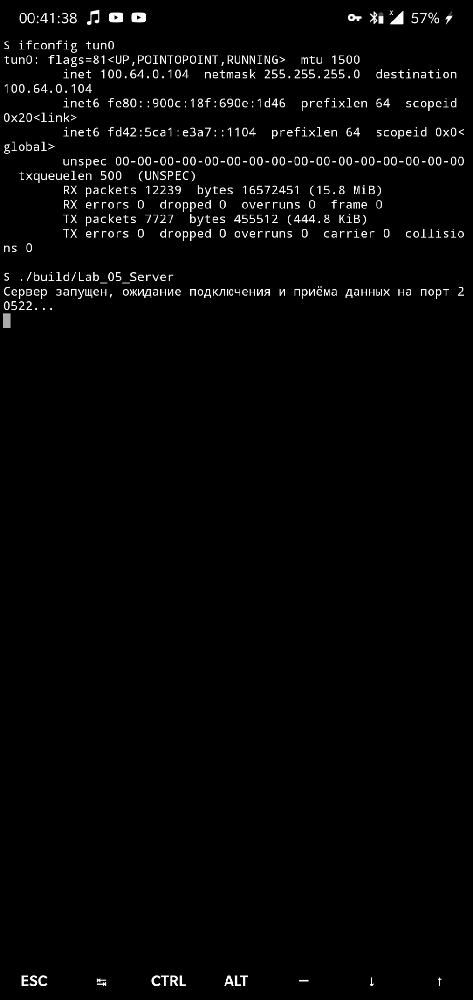 00:41:38 57%
$ ifconfig tun0
tun0: flags=81<UP,POINTOPOINT,RUNNING>  mtu 1500
        inet 100.64.0.104  netmask 255.255.255.0  destination
100.64.0.104
        inet6 fe80::900c:18f:690e:1d46  prefixlen 64  scopeid
0x20<link>
        inet6 fd42:5ca1:e3a7::1104  prefixlen 64  scopeid 0x0<
global>
        unspec 00-00-00-00-00-00-00-00-00-00-00-00-00-00-00-00
  txqueuelen 500  (UNSPEC)
        RX packets 12239  bytes 16572451 (15.8 MiB)
        RX errors 0  dropped 0  overruns 0  frame 0
        TX packets 7727  bytes 455512 (444.8 KiB)
        TX errors 0  dropped 0 overruns 0  carrier 0  collisio
ns 0
$ ./build/Lab_05_Server
Сервер запущен, ожидание подключения и приёма данных на порт 2
0522...
ESC ↹ CTRL ALT — ↓ ↑